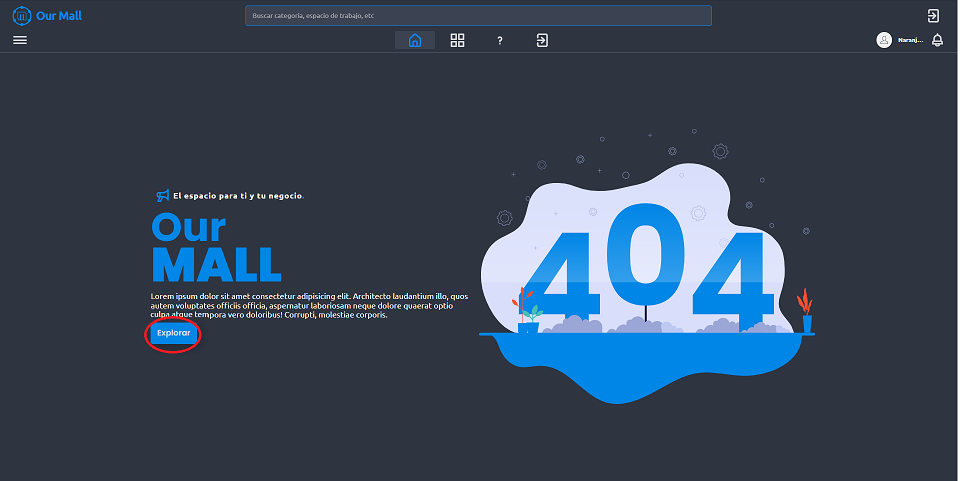 Our Mall
Buscar categoría, espacio de trabajo, etc
?
Naranj...
El espacio para ti y tu negocio.
Our
MALL
Lorem ipsum dolor sit amet consectetur adipisicing elit. Architecto laudantium illo, quos
autem voluptates officiis officia, aspernatur laboriosam neque dolore quaerat optio
culpa atque tempora vero doloribus! Corrupti, molestiae corporis.
Explorar
404